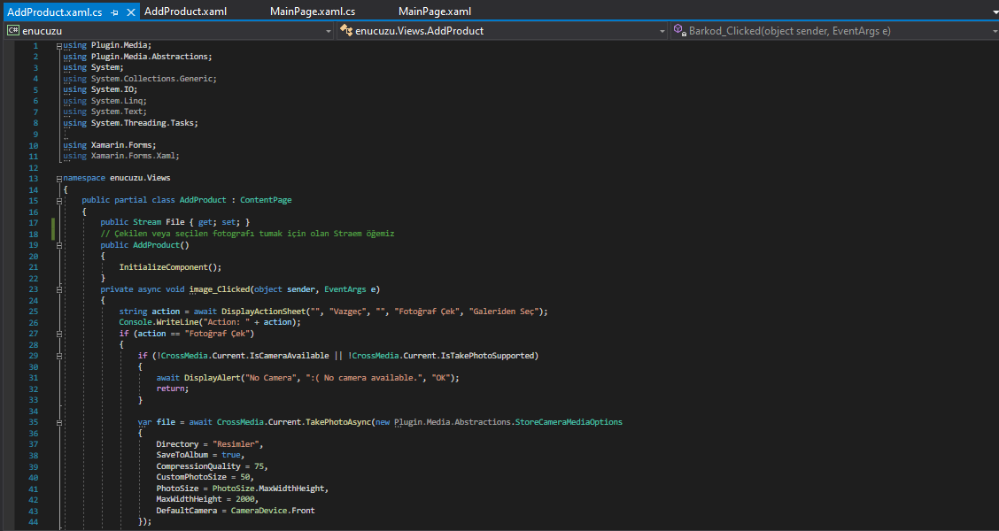 AddProduct.xaml.cs AddProduct.xaml MainPage.xaml.cs MainPage.xaml
C# enucuzu enucuzu.Views.AddProduct Barkod_Clicked(object sender, EventArgs e)
1 using Plugin.Media;
2 using Plugin.Media.Abstractions;
3 using System;
4 using System.Collections.Generic;
5 using System.IO;
6 using System.Linq;
7 using System.Text;
8 using System.Threading.Tasks;
9
10 using Xamarin.Forms;
11 using Xamarin.Forms.Xaml;
12
13 namespace enucuzu.Views
14 {
15 public partial class AddProduct : ContentPage
16 {
17 public Stream File { get; set; }
18 // Çekilen veya seçilen fotografı tumak için olan Straem öğemiz
19 public AddProduct()
20 {
21 InitializeComponent();
22 }
23 private async void image_Clicked(object sender, EventArgs e)
24 {
25 string action = await DisplayActionSheet("", "Vazgeç", "", "Fotoğraf Çek", "Galeriden Seç");
26 Console.WriteLine("Action: " + action);
27 if (action == "Fotoğraf Çek")
28 {
29 if (!CrossMedia.Current.IsCameraAvailable || !CrossMedia.Current.IsTakePhotoSupported)
30 {
31 await DisplayAlert("No Camera", ":( No camera available.", "OK");
32 return;
33 }
34
35 var file = await CrossMedia.Current.TakePhotoAsync(new Plugin.Media.Abstractions.StoreCameraMediaOptions
36 {
37 Directory = "Resimler",
38 SaveToAlbum = true,
39 CompressionQuality = 75,
40 CustomPhotoSize = 50,
41 PhotoSize = PhotoSize.MaxWidthHeight,
42 MaxWidthHeight = 2000,
43 DefaultCamera = CameraDevice.Front
44 });